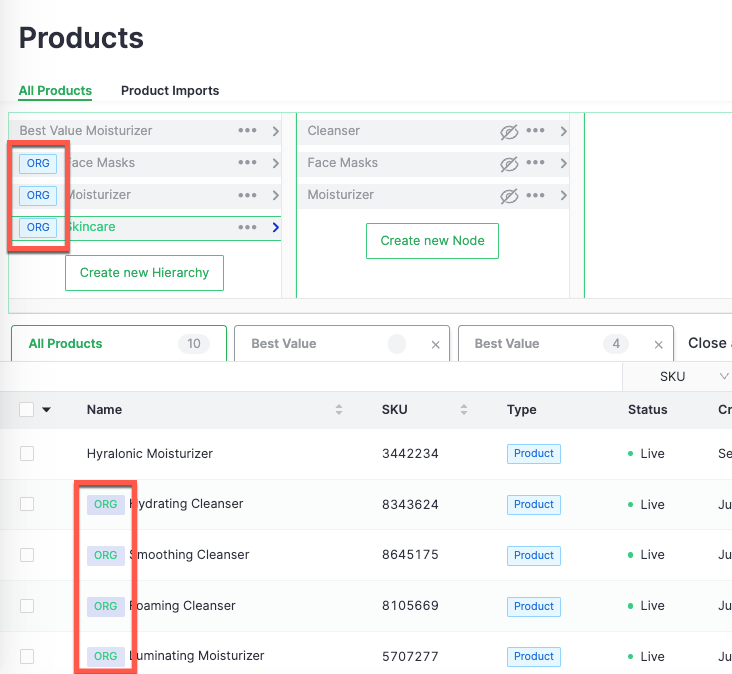 Products
All Products Product Imports
Best Value Moisturizer ••• Cleanser •••
ORG Face Masks ••• Face Masks •••
ORG Moisturizer ••• Moisturizer •••
ORG Skincare •••
Create new Node
Create new Hierarchy
All Products 10 Best Value × Best Value 4 × Close
SKU
Name SKU Type Status Cr
Hyralonic Moisturizer 3442234 Product Live Se
ORG Hydrating Cleanser 8343624 Product Live Ju
ORG Smoothing Cleanser 8645175 Product Live Ju
ORG Foaming Cleanser 8105669 Product Live Ju
ORG Luminating Moisturizer 5707277 Product Live Ju